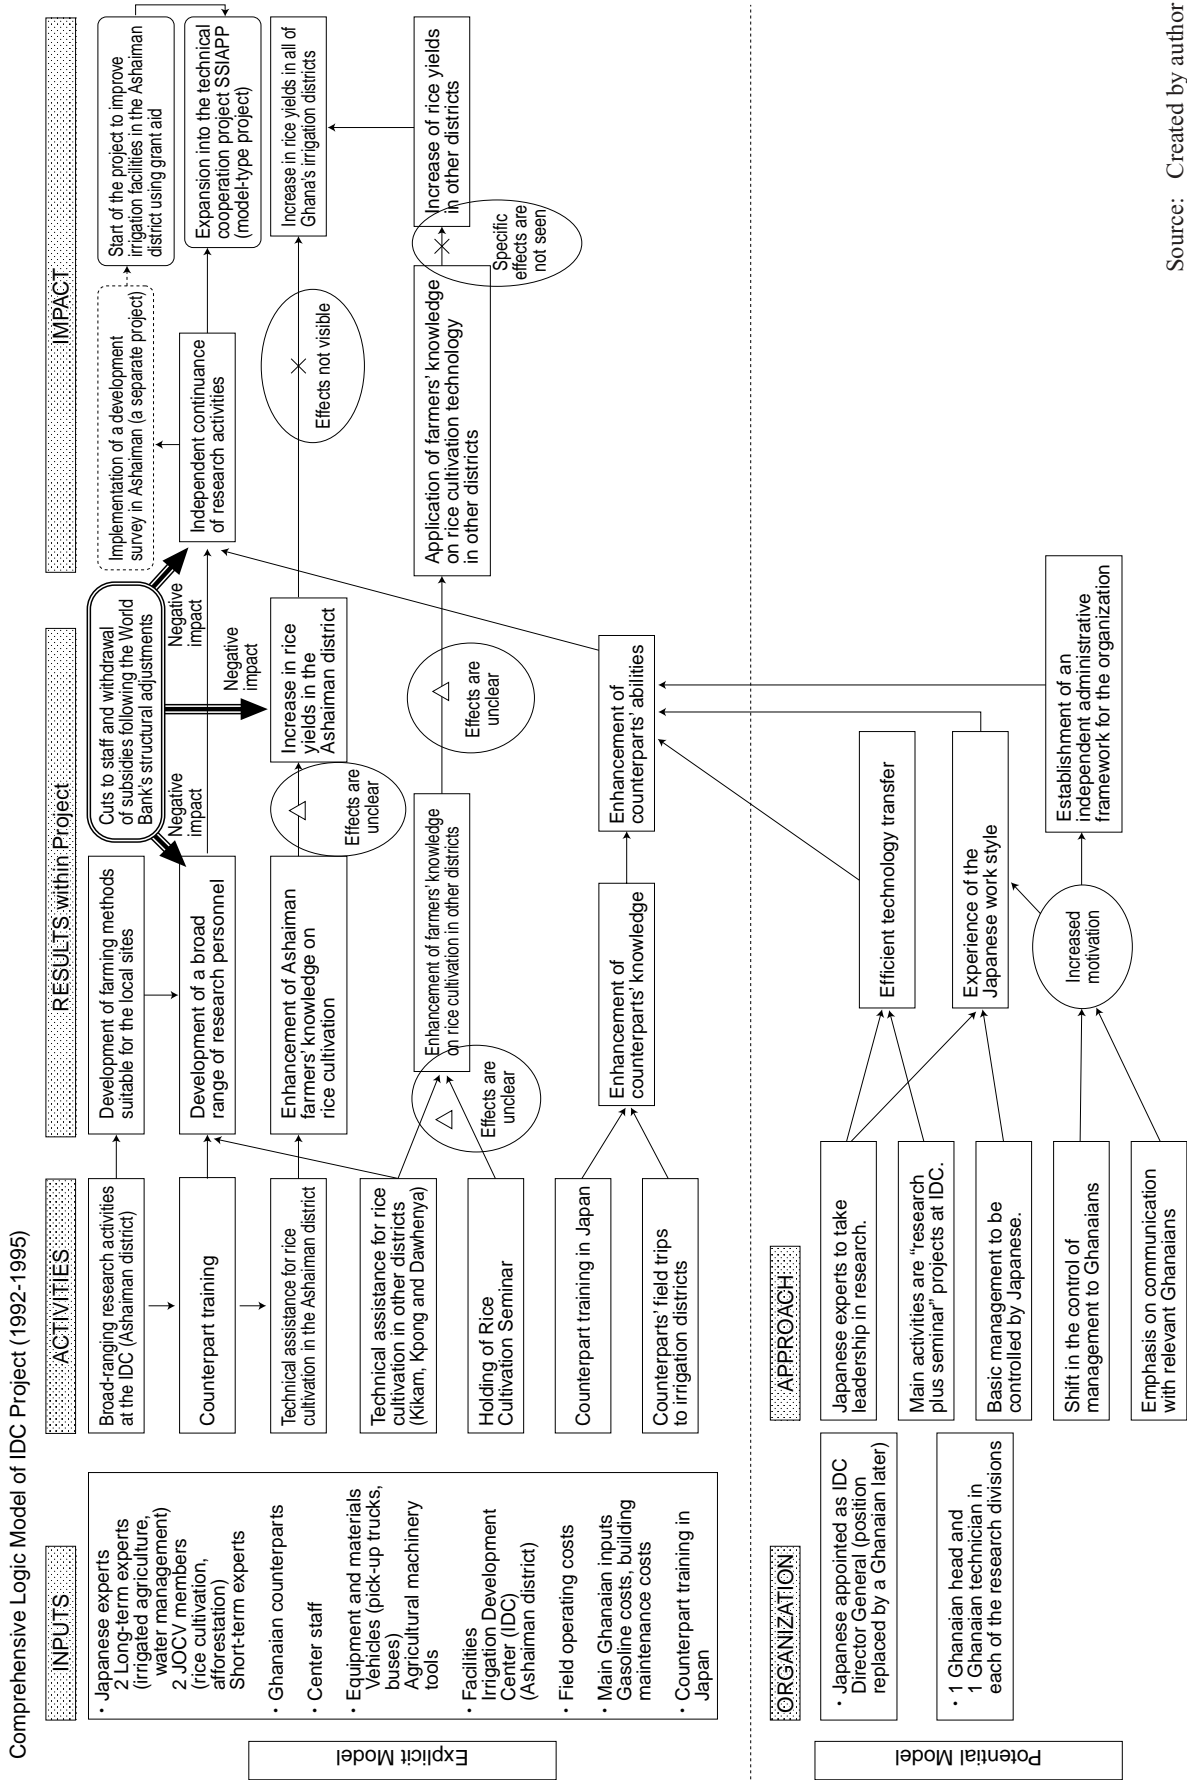 Comprehensive Logic Model of IDC Project (1992-1995)
INPUTS
ACTIVITIES
RESULTS within Project
IMPACT
Explicit Model
・Japanese experts
2 Long-term experts
(irrigated agriculture,
water management)
2 JOCV members
(rice cultivation,
afforestation)
Short-term experts
・Ghanaian counterparts
・Center staff
・Equipment and materials
Vehicles (pick-up trucks,
buses)
Agricultural machinery
tools
・Facilities
Irrigation Development
Center (IDC)
(Ashaiman district)
・Field operating costs
・Main Ghanaian inputs
Gasoline costs, building
maintenance costs
・Counterpart training in
Japan
Broad-ranging research activities
at the IDC (Ashaiman district)
Counterpart training
Technical assistance for rice
cultivation in the Ashaiman district
Technical assistance for rice
cultivation in other districts
(Kikam, Kpong and Dawhenya)
Holding of Rice
Cultivation Seminar
Counterpart training in Japan
Counterparts' field trips
to irrigation districts
Development of farming methods
suitable for the local sites
Development of a broad
range of research personnel
Enhancement of Ashaiman
farmers' knowledge on
rice cultivation
△
Effects are
unclear
Enhancement of farmers' knowledge
on rice cultivation in other districts
Enhancement of
counterparts' knowledge
Cuts to staff and withdrawal
of subsidies following the World
Bank's structural adjustments
Negative
impact
Negative
impact
Negative
impact
△
Effects are
unclear
Increase in rice
yields in the
Ashaiman district
△
Effects are
unclear
Enhancement of
counterparts' abilities
Implementation of a development
survey in Ashaiman (a separate project)
Independent continuance
of research activities
×
Effects not visible
Application of farmers' knowledge
on rice cultivation technology
in other districts
×
Specific
effects are
not seen
Start of the project to improve
irrigation facilities in the Ashaiman
district using grant aid
Expansion into the technical
cooperation project SSIAPP
(model-type project)
Increase in rice yields in all of
Ghana's irrigation districts
Increase of rice yields
in other districts
Potential Model
ORGANIZATION
APPROACH
・Japanese appointed as IDC
Director General (position
replaced by a Ghanaian later)
・1 Ghanaian head and
1 Ghanaian technician in
each of the research divisions
Japanese experts to take
leadership in research.
Main activities are "research
plus seminar" projects at IDC.
Basic management to be
controlled by Japanese.
Shift in the control of
management to Ghanaians
Emphasis on communication
with relevant Ghanaians
Efficient technology transfer
Experience of the
Japanese work style
Increased
motivation
Establishment of an
independent administrative
framework for the organization
Source: Created by author